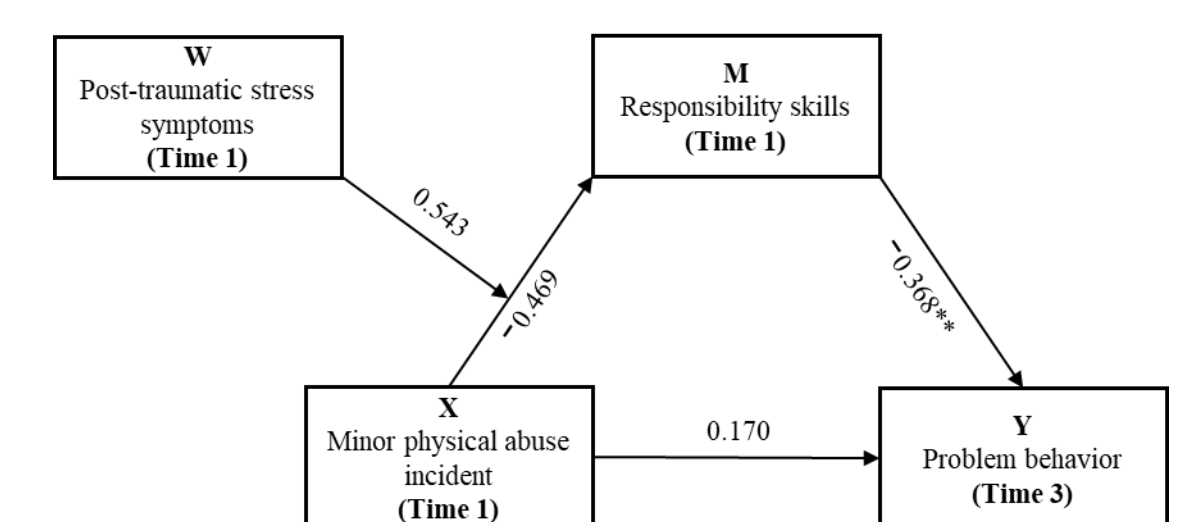 W
Post-traumatic stress
symptoms
(Time 1)
M
Responsibility skills
(Time 1)
0.543
−0.469
−0.368**
X
Minor physical abuse
incident
(Time 1)
0.170
Y
Problem behavior
(Time 3)